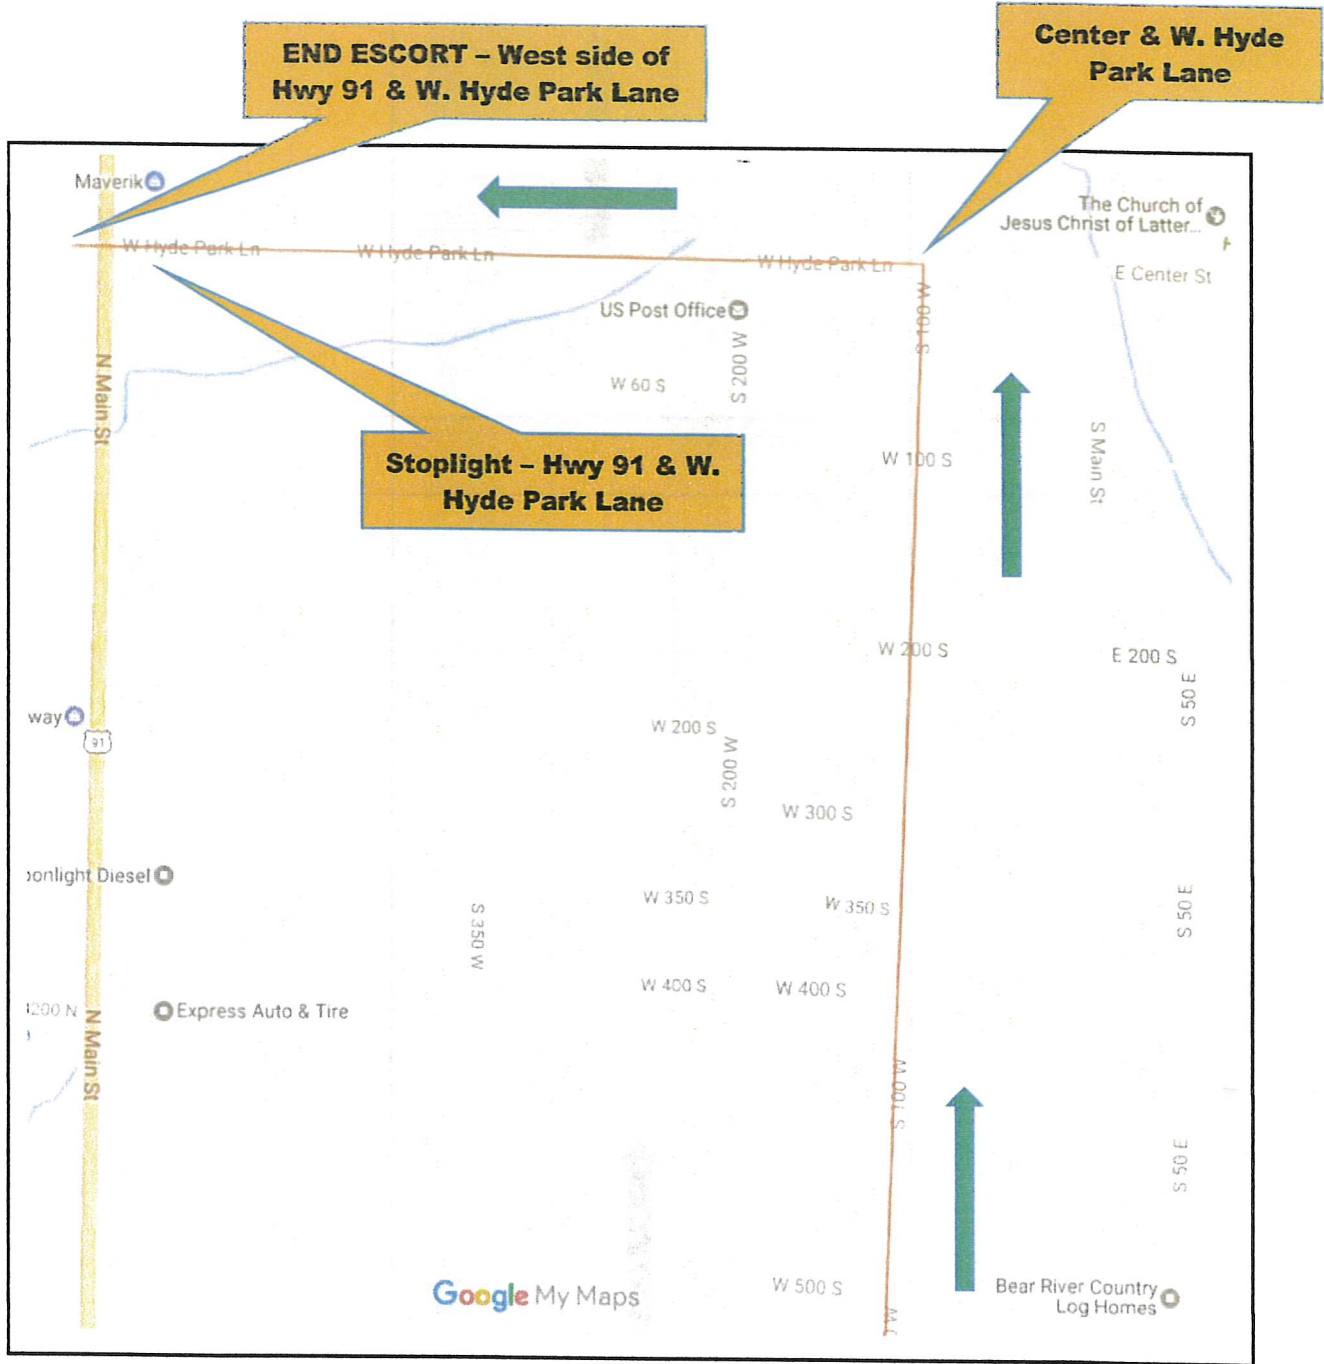 END ESCORT – West side of
Hwy 91 & W. Hyde Park Lane
Center & W. Hyde
Park Lane
Maverik
The Church of
Jesus Christ of Latter...
W Hyde Park Ln
W Hyde Park Ln
W Hyde Park Ln
E Center St
US Post Office
S 100 W
S 200 W
W 60 S
N Main St
S Main St
Stoplight – Hwy 91 & W.
Hyde Park Lane
W 100 S
W 200 S
E 200 S
S 50 E
way
91
W 200 S
S 200 W
W 300 S
onlight Diesel
W 350 S
W 350 S
S 350 W
S 50 E
W 400 S
W 400 S
200 N
Express Auto & Tire
N Main St
S 100 W
S 50 E
Google My Maps
W 500 S
Bear River Country
Log Homes
W